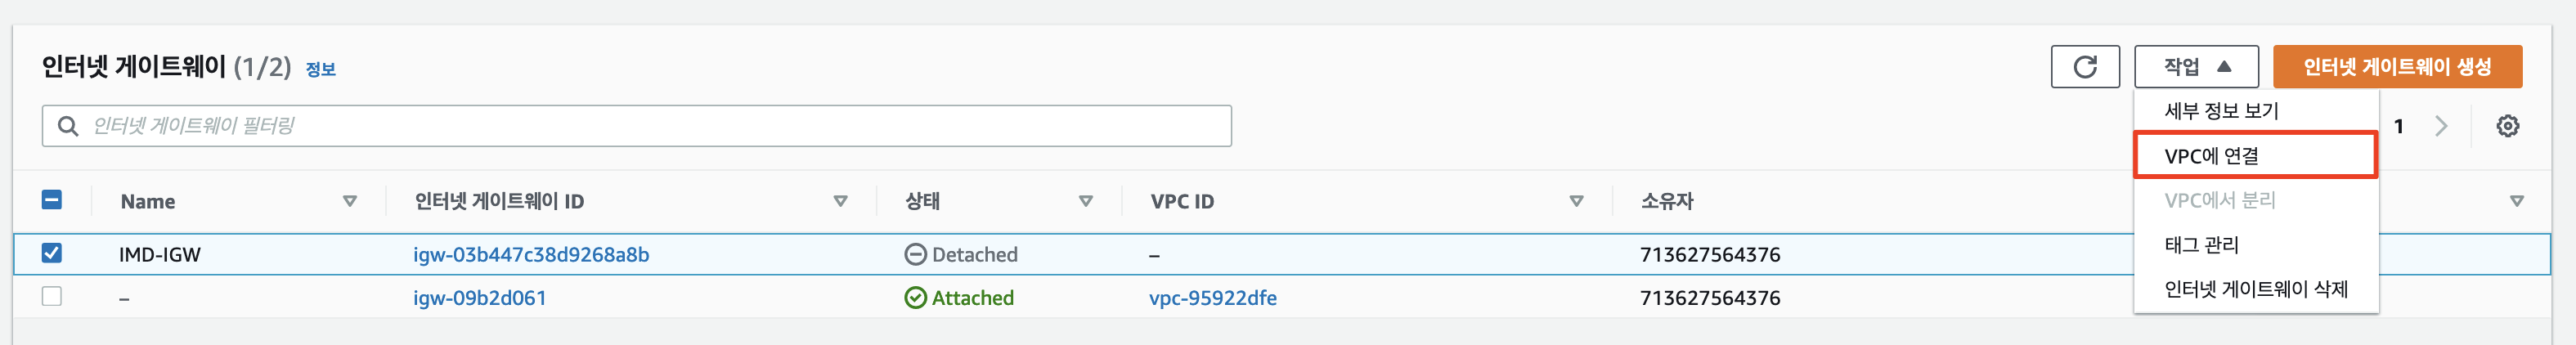 인터넷 게이트웨이 (1/2) 정보
작업 ▲
인터넷 게이트웨이 생성
인터넷 게이트웨이 필터링
세부 정보 보기
VPC에 연결
VPC에서 분리
태그 관리
인터넷 게이트웨이 삭제
1
Name 인터넷 게이트웨이 ID 상태 VPC ID 소유자
IMD-IGW igw-03b447c38d9268a8b Detached – 713627564376
– igw-09b2d061 Attached vpc-95922dfe 713627564376